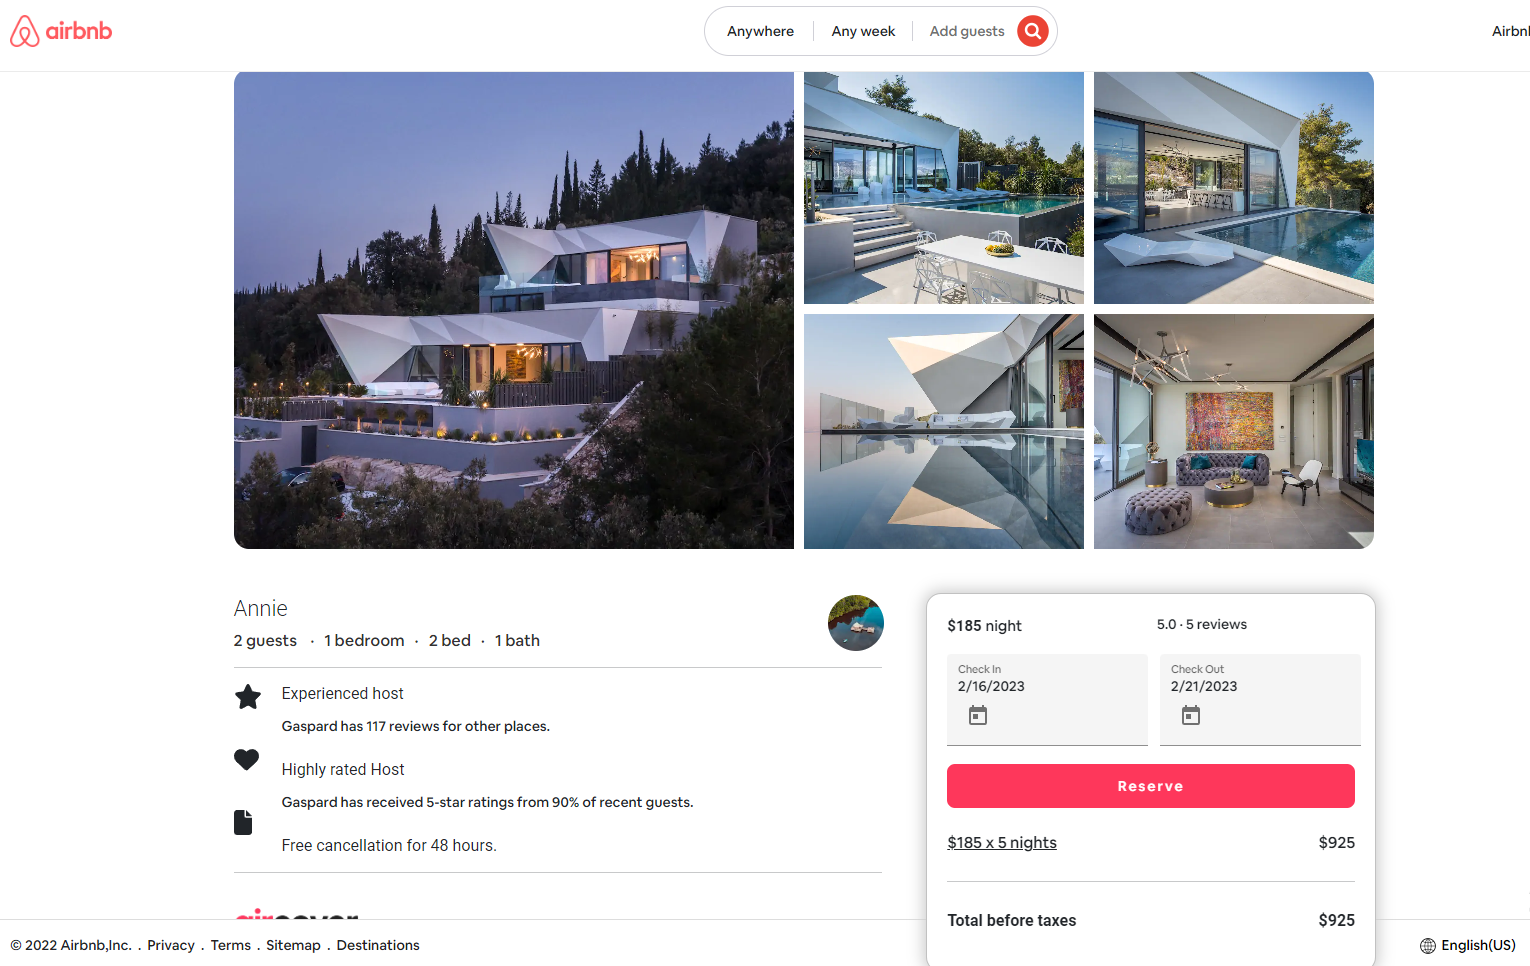 airbnb
Anywhere
Any week
Add guests
Airbn
Annie
2 guests · 1 bedroom · 2 bed · 1 bath
Experienced host
Gaspard has 117 reviews for other places.
Highly rated Host
Gaspard has received 5-star ratings from 90% of recent guests.
Free cancellation for 48 hours.
aircover
$185 night
5.0 · 5 reviews
Check In
2/16/2023
Check Out
2/21/2023
Reserve
$185 x 5 nights
$925
Total before taxes
$925
© 2022 Airbnb,Inc. . Privacy . Terms . Sitemap . Destinations
English(US)